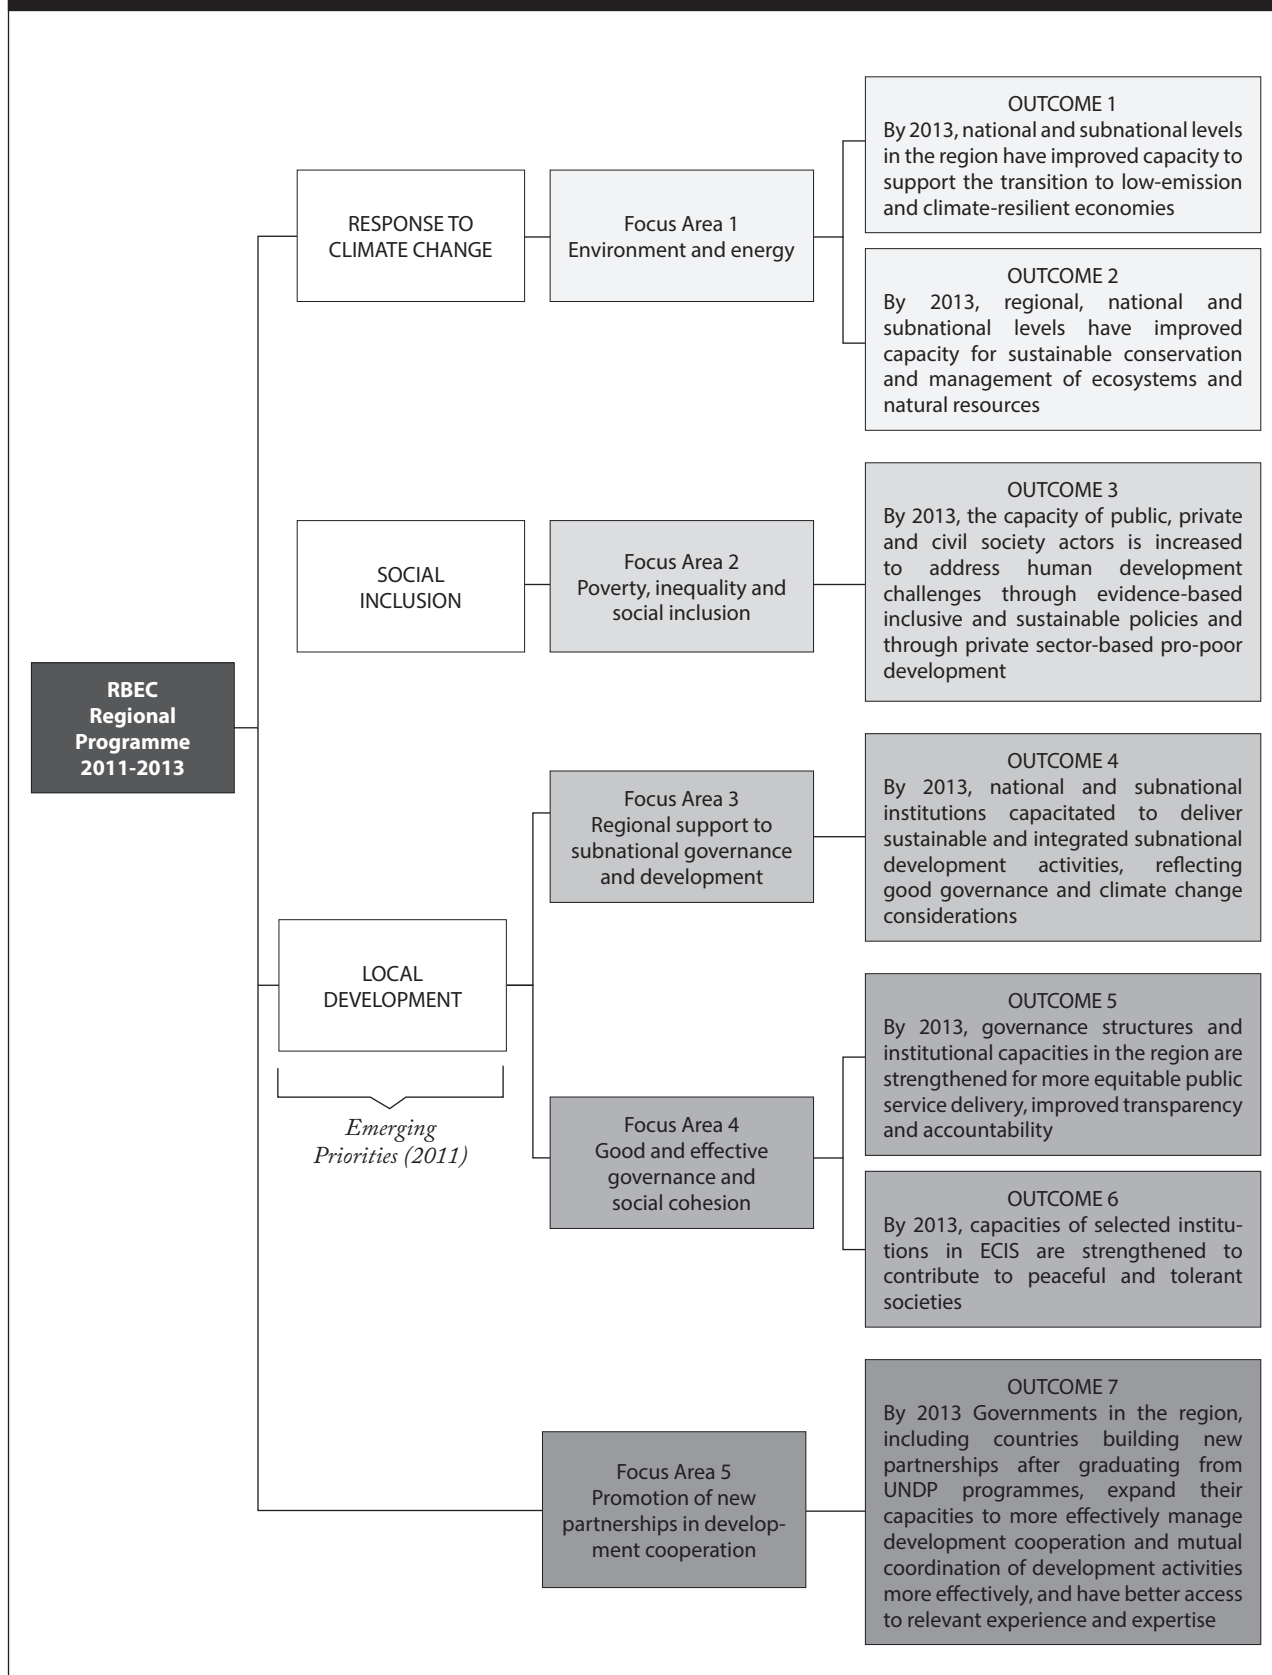 RBEC
Regional
Programme
2011-2013
RESPONSE TO
CLIMATE CHANGE
Focus Area 1
Environment and energy
OUTCOME 1
By 2013, national and subnational levels
in the region have improved capacity to
support the transition to low-emission
and climate-resilient economies
OUTCOME 2
By 2013, regional, national and
subnational levels have improved
capacity for sustainable conservation
and management of ecosystems and
natural resources
SOCIAL
INCLUSION
Focus Area 2
Poverty, inequality and
social inclusion
OUTCOME 3
By 2013, the capacity of public, private
and civil society actors is increased
to address human development
challenges through evidence-based
inclusive and sustainable policies and
through private sector-based pro-poor
development
LOCAL
DEVELOPMENT
Emerging
Priorities (2011)
Focus Area 3
Regional support to
subnational governance
and development
OUTCOME 4
By 2013, national and subnational
institutions capacitated to deliver
sustainable and integrated subnational
development activities, reflecting
good governance and climate change
considerations
Focus Area 4
Good and effective
governance and
social cohesion
OUTCOME 5
By 2013, governance structures and
institutional capacities in the region are
strengthened for more equitable public
service delivery, improved transparency
and accountability
OUTCOME 6
By 2013, capacities of selected institu-
tions in ECIS are strengthened to
contribute to peaceful and tolerant
societies
Focus Area 5
Promotion of new
partnerships in develop-
ment cooperation
OUTCOME 7
By 2013 Governments in the region,
including countries building new
partnerships after graduating from
UNDP programmes, expand their
capacities to more effectively manage
development cooperation and mutual
coordination of development activities
more effectively, and have better access
to relevant experience and expertise